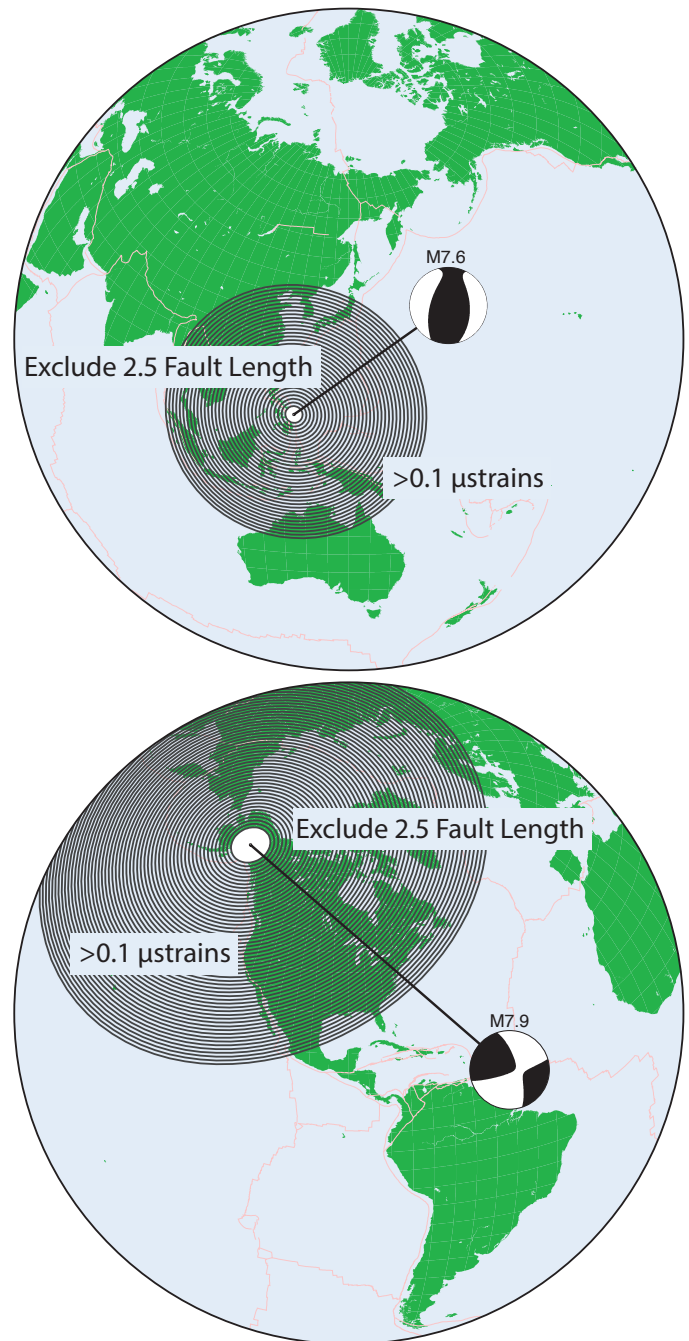 M7.6
Exclude 2.5 Fault Length
>0.1 μstrains
Exclude 2.5 Fault Length
>0.1 μstrains
M7.9